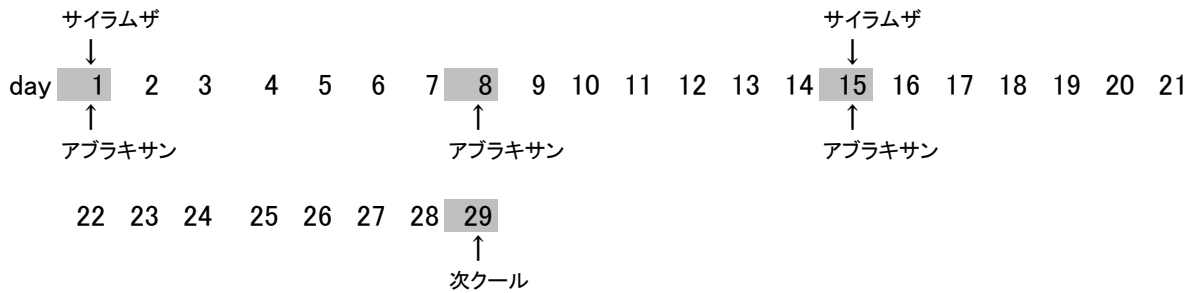 サイラムザ サイラムザ
↓ ↓
day 1 2 3 4 5 6 7 8 9 10 11 12 13 14 15 16 17 18 19 20 21
↑ ↑ ↑
アブラキサン アブラキサン アブラキサン
22 23 24 25 26 27 28 29
↑
次クール